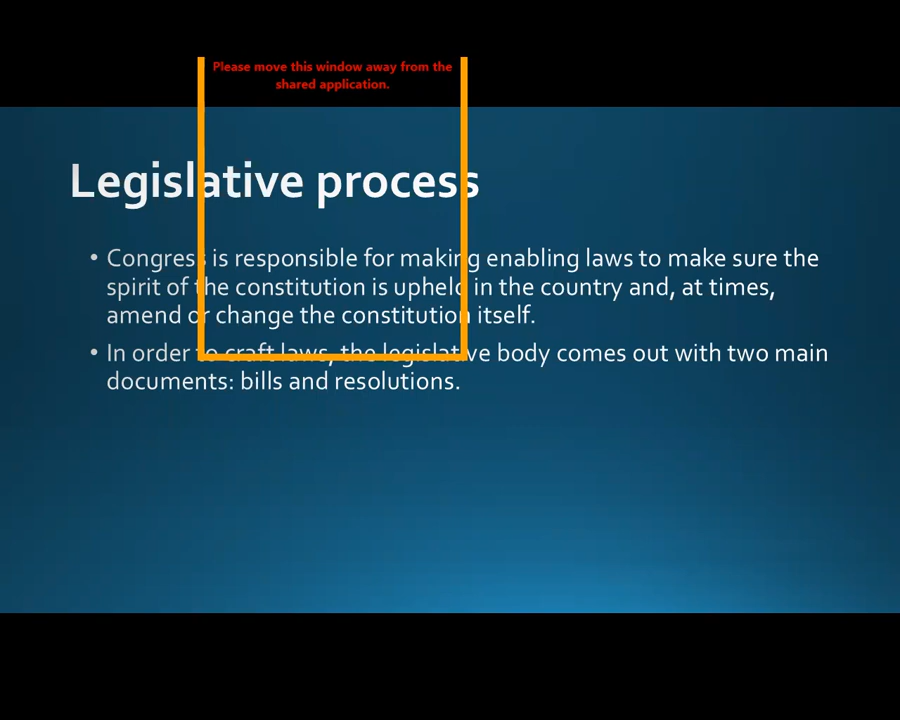 Please move this window away from the
shared application.
Legislative process
• Congress is responsible for making enabling laws to make sure the
spirit of the constitution is upheld in the country and, at times,
amend or change the constitution itself.
• In order to craft laws, the legislative body comes out with two main
documents: bills and resolutions.